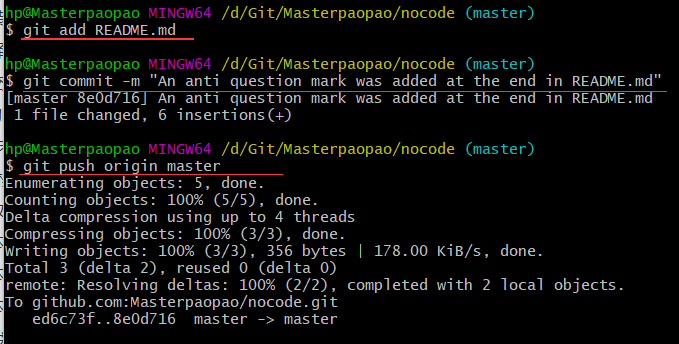 hp@Masterpaopao MINGW64 /d/Git/Masterpaopao/nocode (master)
$ git add README.md
hp@Masterpaopao MINGW64 /d/Git/Masterpaopao/nocode (master)
$ git commit -m "An anti question mark was added at the end in README.md"
[master 8e0d716] An anti question mark was added at the end in README.md
 1 file changed, 6 insertions(+)
hp@Masterpaopao MINGW64 /d/Git/Masterpaopao/nocode (master)
$ git push origin master
Enumerating objects: 5, done.
Counting objects: 100% (5/5), done.
Delta compression using up to 4 threads
Compressing objects: 100% (3/3), done.
Writing objects: 100% (3/3), 356 bytes | 178.00 KiB/s, done.
Total 3 (delta 2), reused 0 (delta 0)
remote: Resolving deltas: 100% (2/2), completed with 2 local objects.
To github.com:Masterpaopao/nocode.git
   ed6c73f..8e0d716  master -> master